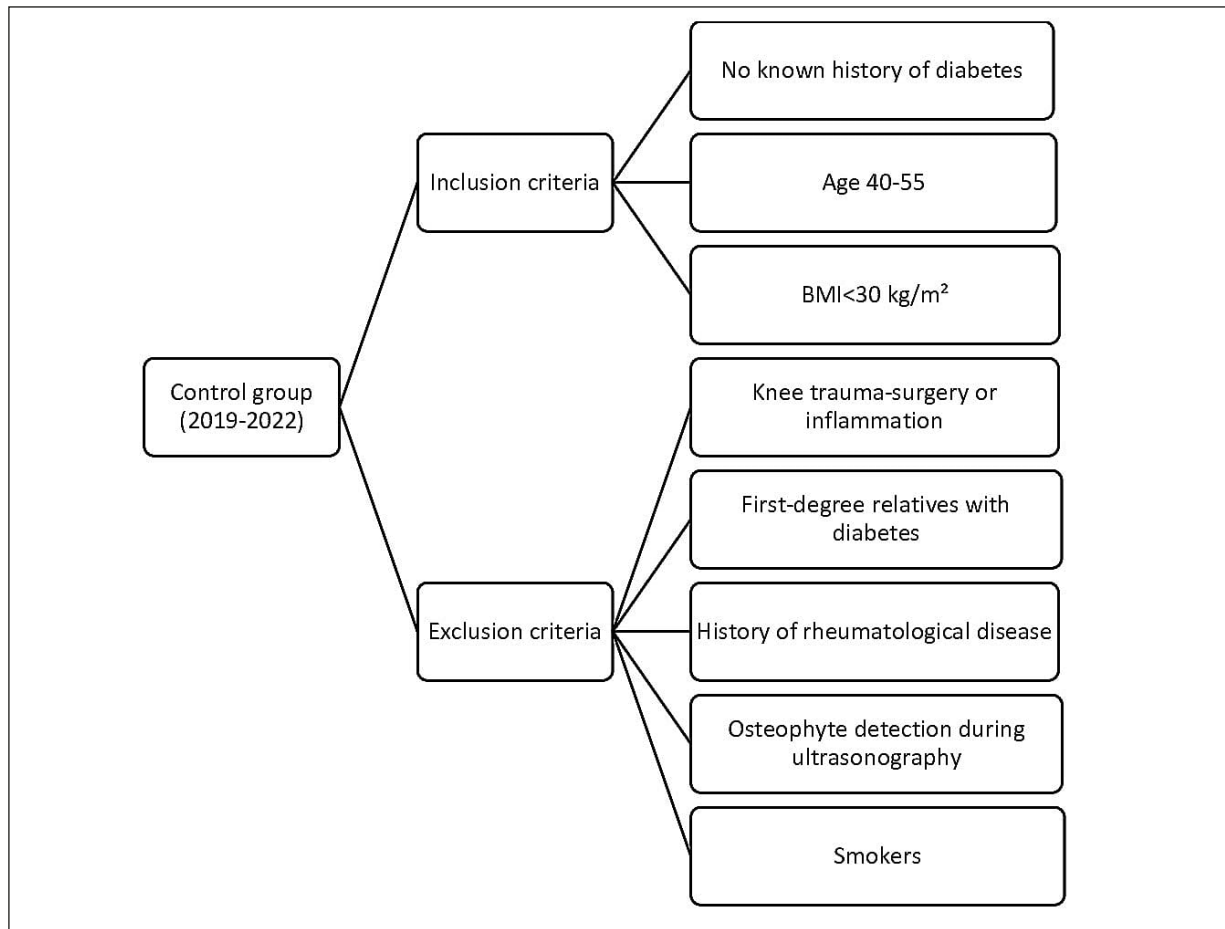 Control group
(2019-2022)
Inclusion criteria
No known history of diabetes
Age 40-55
BMI<30 kg/m²
Exclusion criteria
Knee trauma-surgery or
inflammation
First-degree relatives with
diabetes
History of rheumatological disease
Osteophyte detection during
ultrasonography
Smokers